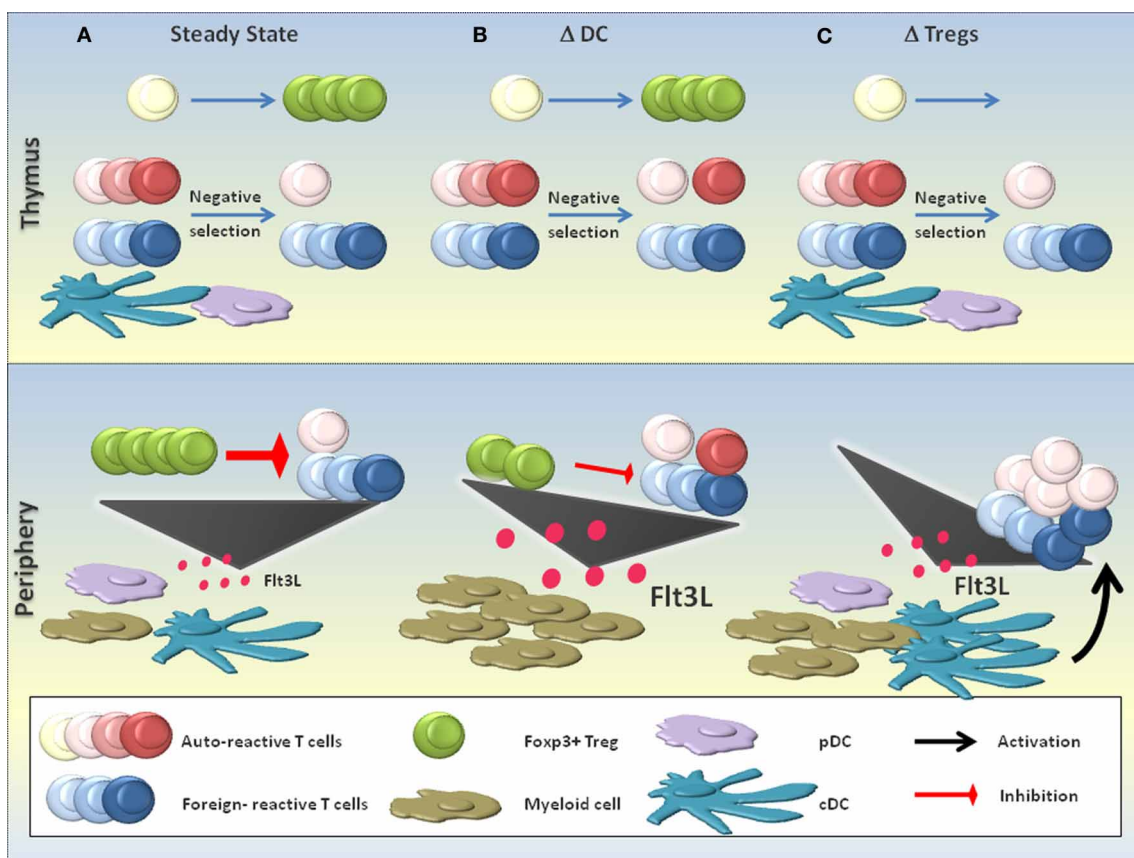 A Steady State B Δ DC C Δ Tregs
Thymus
Negative selection
Negative selection
Negative selection
Periphery
Flt3L
Flt3L
Flt3L
Auto-reactive T cells Foxp3+ Treg pDC Activation
Foreign- reactive T cells Myeloid cell cDC Inhibition